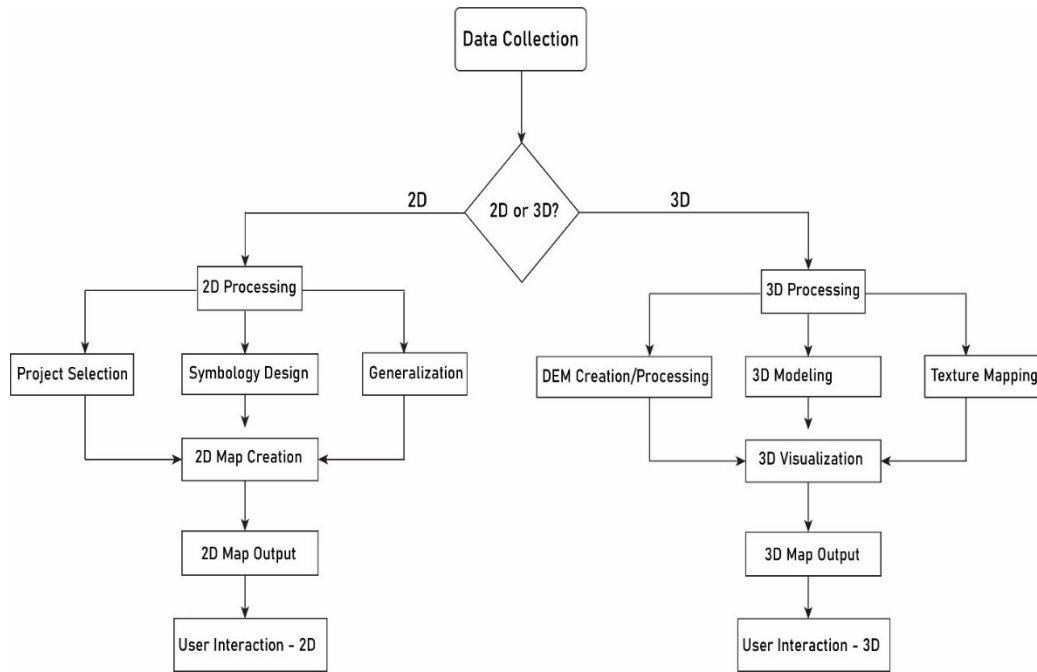 Data Collection
2D
2D or 3D?
3D
2D Processing
3D Processing
Project Selection
Symbology Design
Generalization
DEM Creation/Processing
3D Modeling
Texture Mapping
2D Map Creation
3D Visualization
2D Map Output
3D Map Output
User Interaction - 2D
User Interaction - 3D